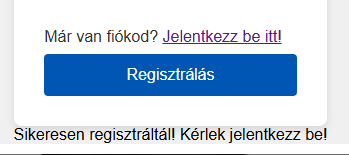 Már van fiókod? Jelentkezz be itt!
Regisztrálás
Sikeresen regisztráltál! Kérlek jelentkezz be!